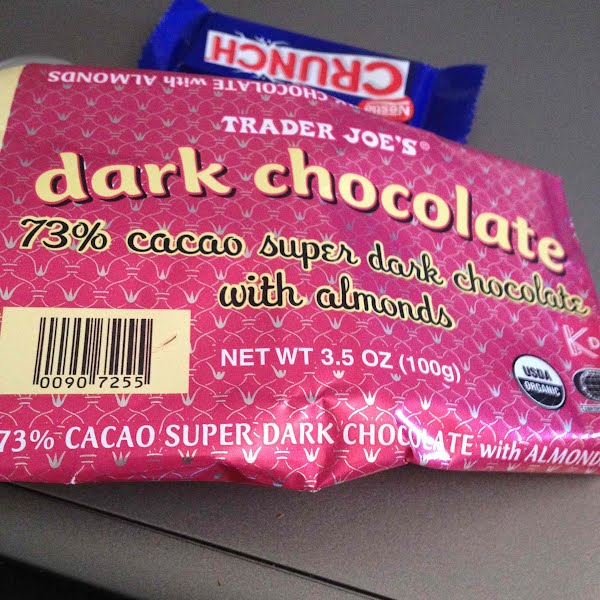 CRUNCH
Nestlé
CHOCOLATE with ALMONDS
TRADER JOE'S®
dark chocolate
73% cacao super dark chocolate
with almonds
NET WT 3.5 OZ (100g)
0090 7255
USDA
ORGANIC
73% CACAO SUPER DARK CHOCOLATE with ALMOND